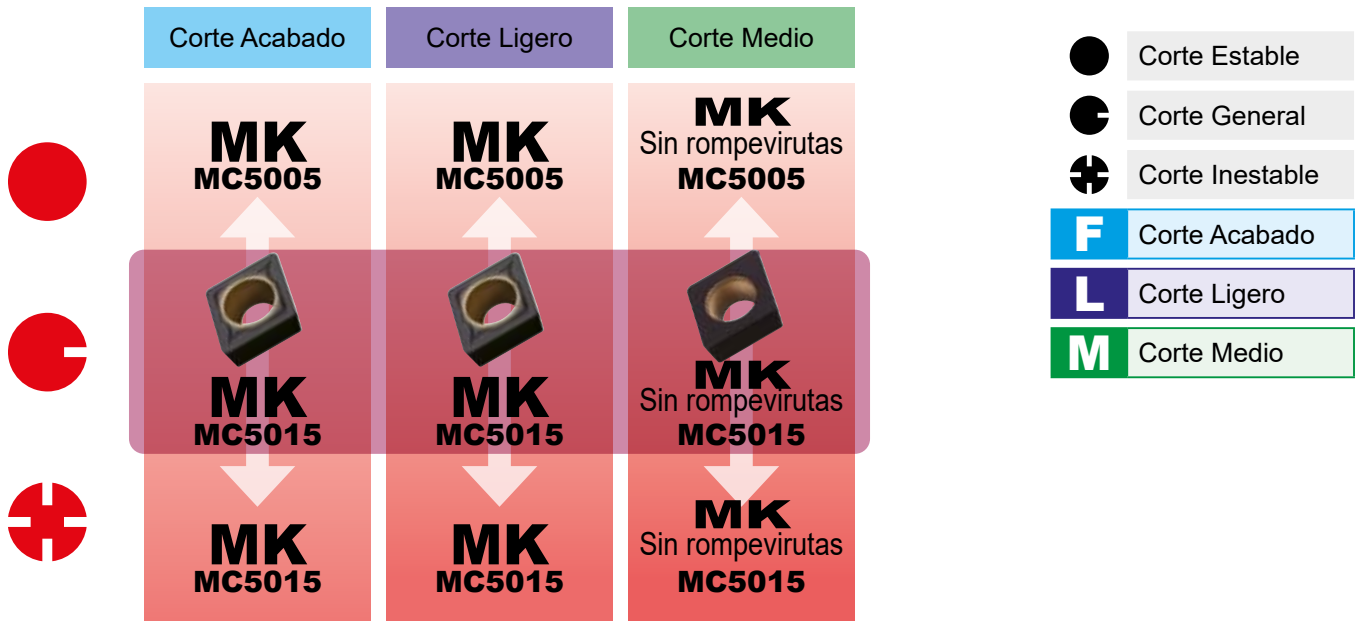 Corte Acabado
Corte Ligero
Corte Medio
MK
MC5005
MK
MC5005
MK
Sin rompevirutas
MC5005
MK
MC5015
MK
MC5015
MK
Sin rompevirutas
MC5015
MK
MC5015
MK
MC5015
MK
Sin rompevirutas
MC5015
Corte Estable
Corte General
Corte Inestable
F Corte Acabado
L Corte Ligero
M Corte Medio